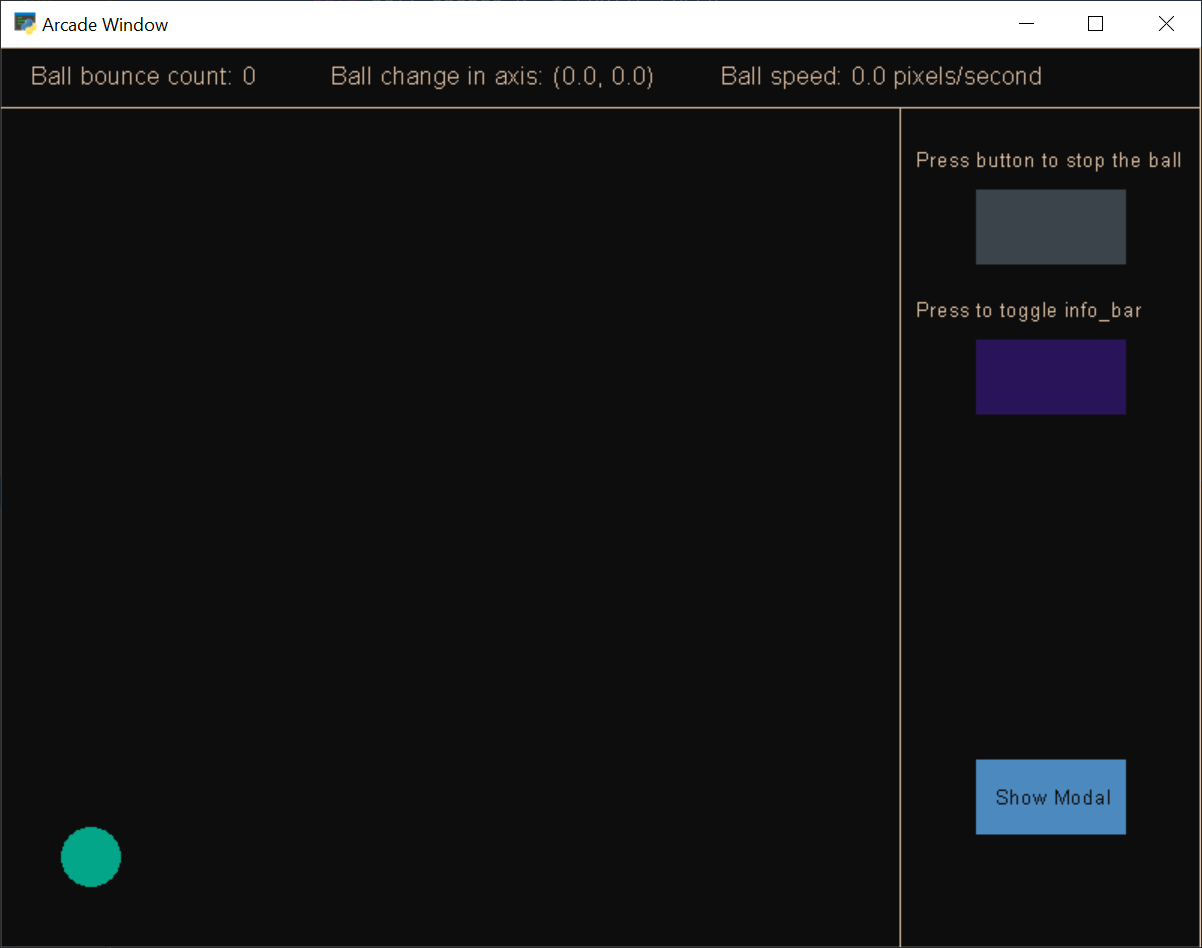 Arcade Window
Ball bounce count: 0 Ball change in axis: (0.0, 0.0) Ball speed: 0.0 pixels/second
Press button to stop the ball
Press to toggle info_bar
Show Modal